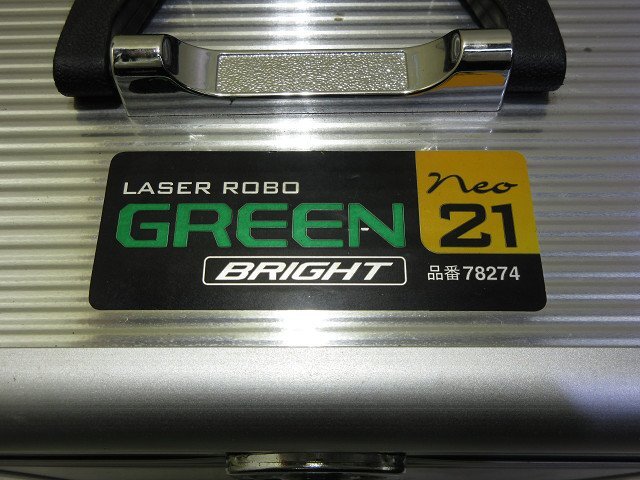 LASER ROBO
GREEN
neo
21
BRIGHT
品番78274